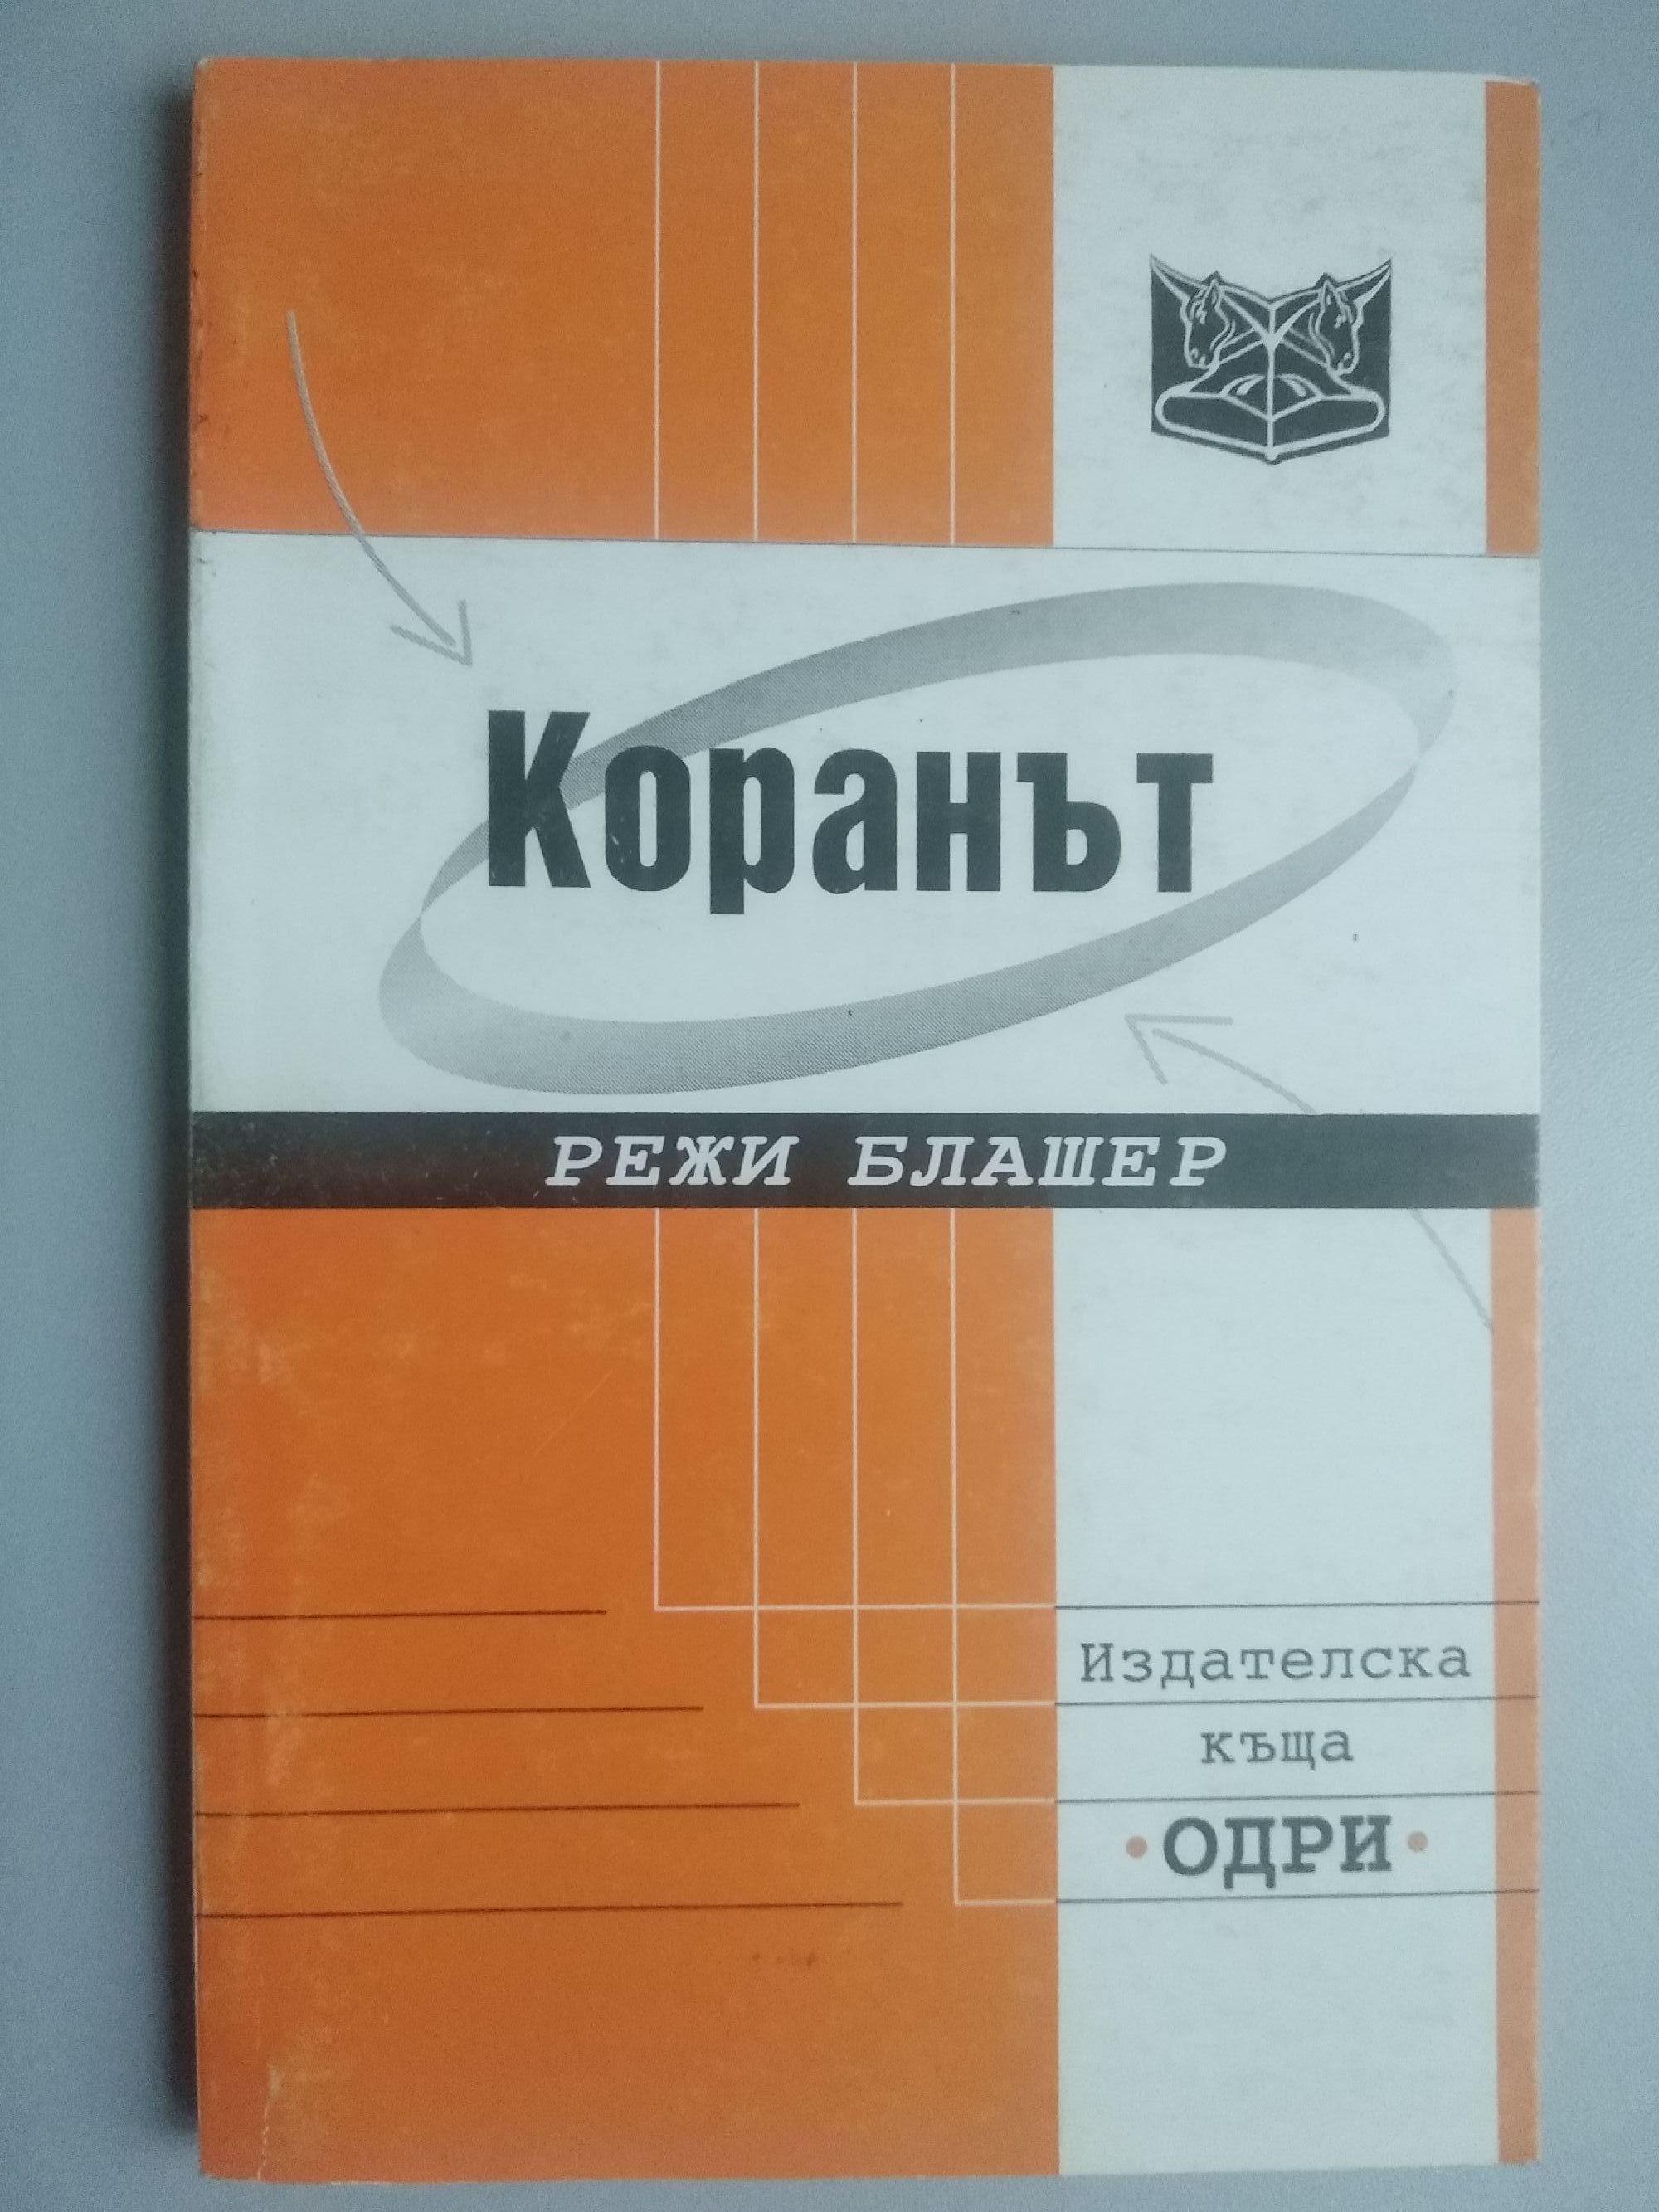 Коранът
РЕЖИ БЛАШЕР
Издателска
къща
•ОДРИ•